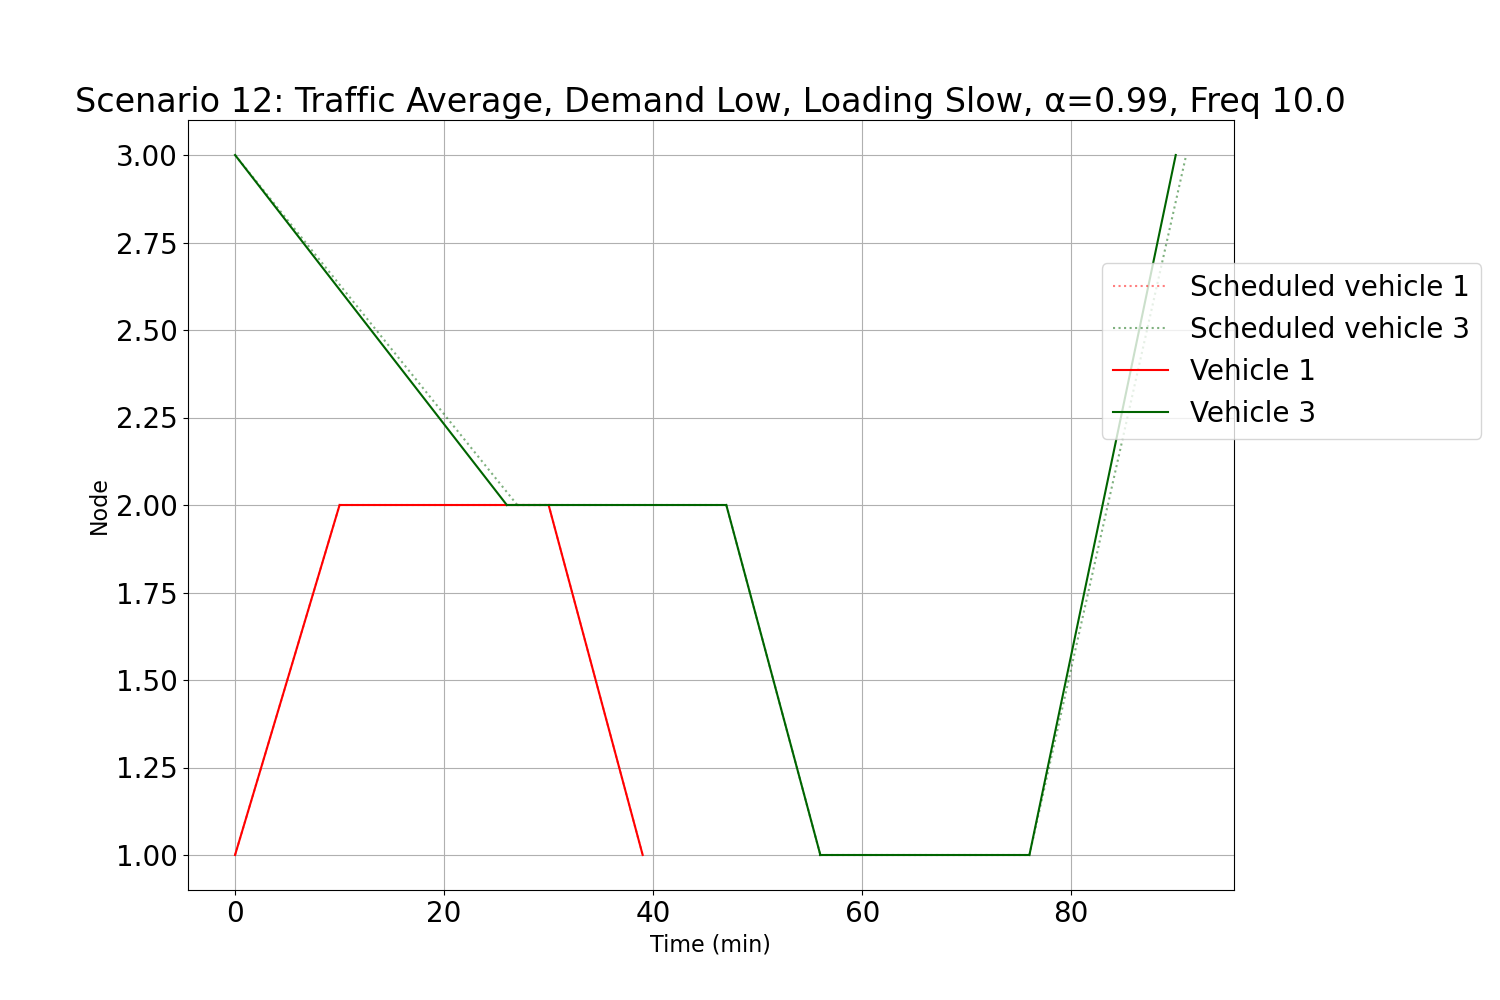 Scenario 12: Traffic Average, Demand Low, Loading Slow, α=0.99, Freq 10.0
3.00
2.75
2.50
2.25
2.00
1.75
1.50
1.25
1.00
Node
Scheduled vehicle 1
Scheduled vehicle 3
Vehicle 1
Vehicle 3
0 20 40 60 80
Time (min)